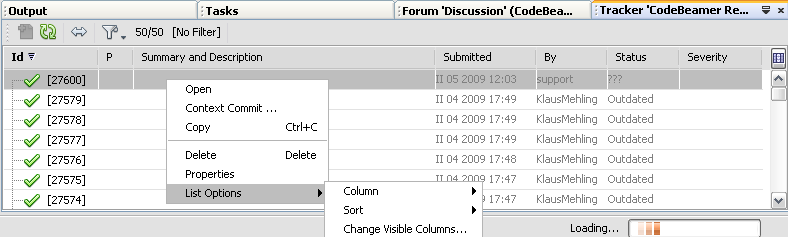 Output Tasks Forum 'Discussion' (CodeBea... Tracker 'CodeBeamer Re...
50/50 [No Filter]
Id P Summary and Description Submitted By Status Severity
[27600] II 05 2009 12:03 support ???
[27579] II 04 2009 17:49 KlausMehling Outdated
[27578] II 04 2009 17:49 KlausMehling Outdated
[27577] II 04 2009 17:49 KlausMehling Outdated
[27576] II 04 2009 17:48 KlausMehling Outdated
[27575] II 04 2009 17:47 KlausMehling Outdated
[27574] II 04 2009 17:47 KlausMehling Outdated
Open
Context Commit ...
Copy Ctrl+C
Delete Delete
Properties
List Options
Column
Sort
Change Visible Columns...
Loading...